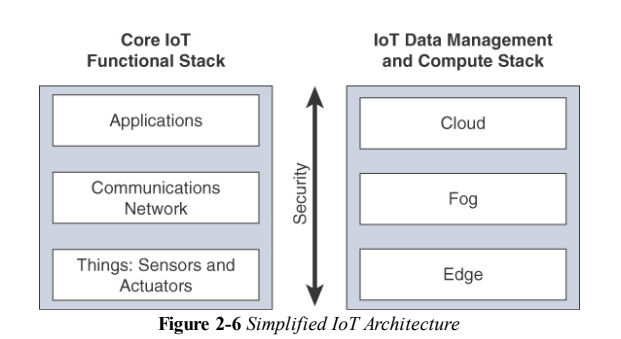 Core IoT
Functional Stack
IoT Data Management
and Compute Stack
Applications
Communications
Network
Things: Sensors and
Actuators
Security
Cloud
Fog
Edge
Figure 2-6 Simplified IoT Architecture